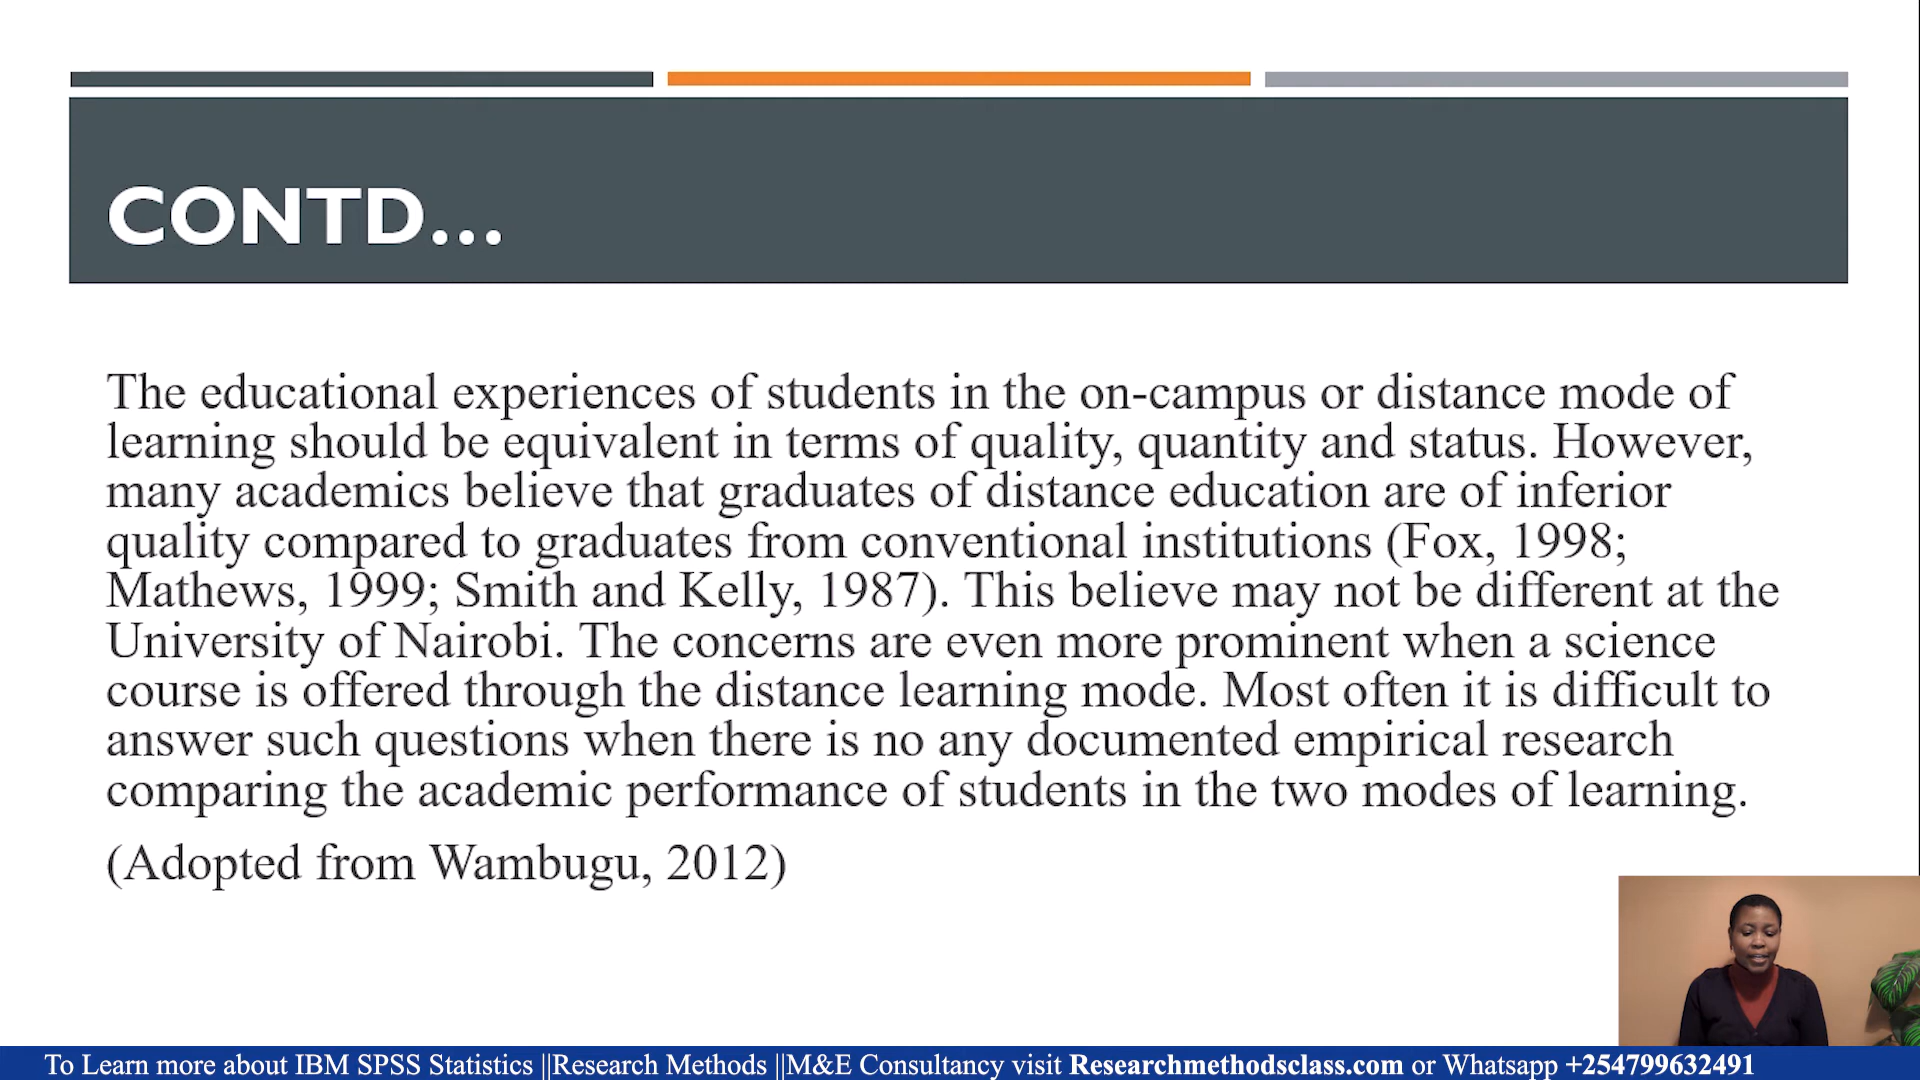 CONTD...
The educational experiences of students in the on-campus or distance mode of
learning should be equivalent in terms of quality, quantity and status. However,
many academics believe that graduates of distance education are of inferior
quality compared to graduates from conventional institutions (Fox, 1998;
Mathews, 1999; Smith and Kelly, 1987). This believe may not be different at the
University of Nairobi. The concerns are even more prominent when a science
course is offered through the distance learning mode. Most often it is difficult to
answer such questions when there is no any documented empirical research
comparing the academic performance of students in the two modes of learning.
(Adopted from Wambugu, 2012)
To Learn more about IBM SPSS Statistics ||Research Methods ||M&E Consultancy visit Researchmethodsclass.com or Whatsapp +254799632491